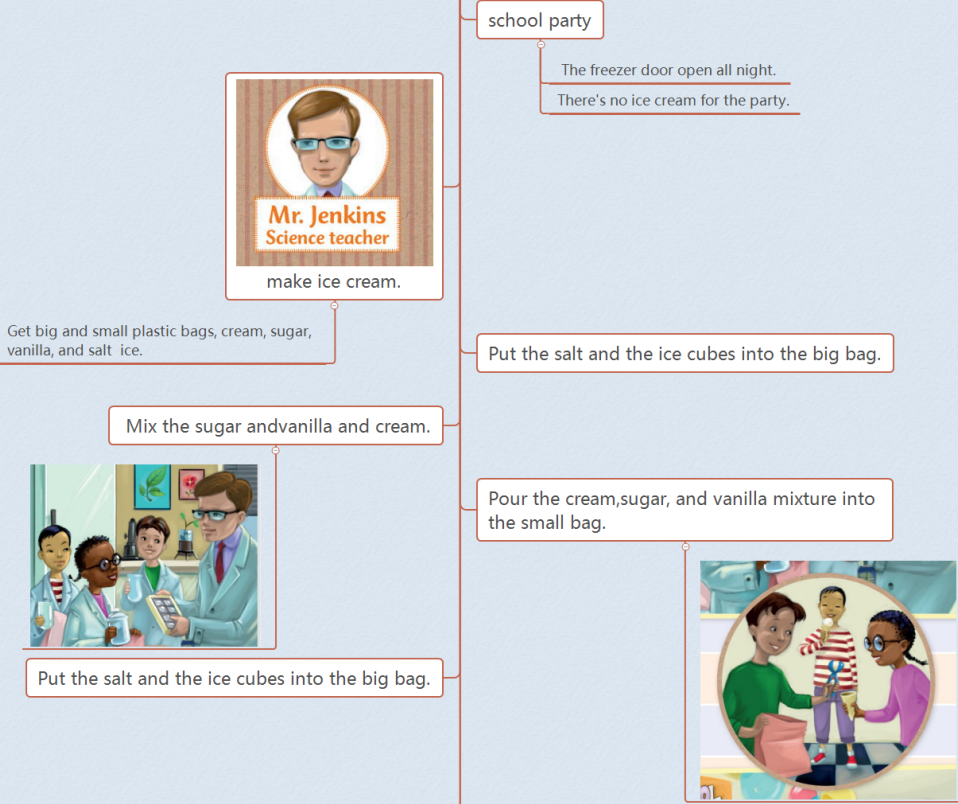 school party
The freezer door open all night.
There's no ice cream for the party.
Mr. Jenkins
Science teacher
make ice cream.
Get big and small plastic bags, cream, sugar,
vanilla, and salt  ice.
Put the salt and the ice cubes into the big bag.
Mix the sugar andvanilla and cream.
Pour the cream,sugar, and vanilla mixture into
the small bag.
Put the salt and the ice cubes into the big bag.